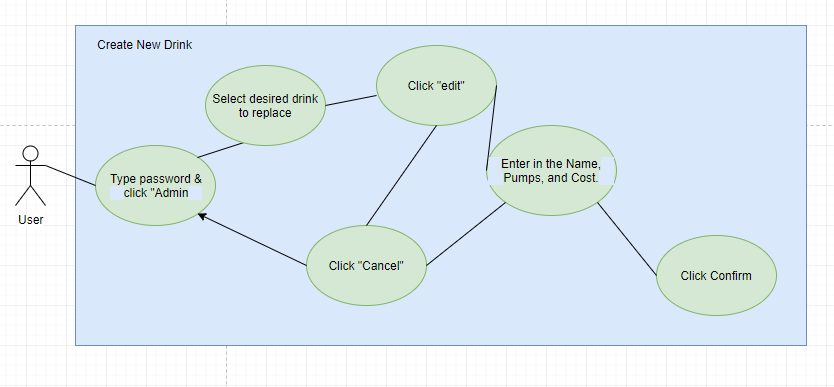 Create New Drink
Select desired drink
to replace
Click "edit"
Type password &
click "Admin
Enter in the Name,
Pumps, and Cost.
User
Click "Cancel"
Click Confirm